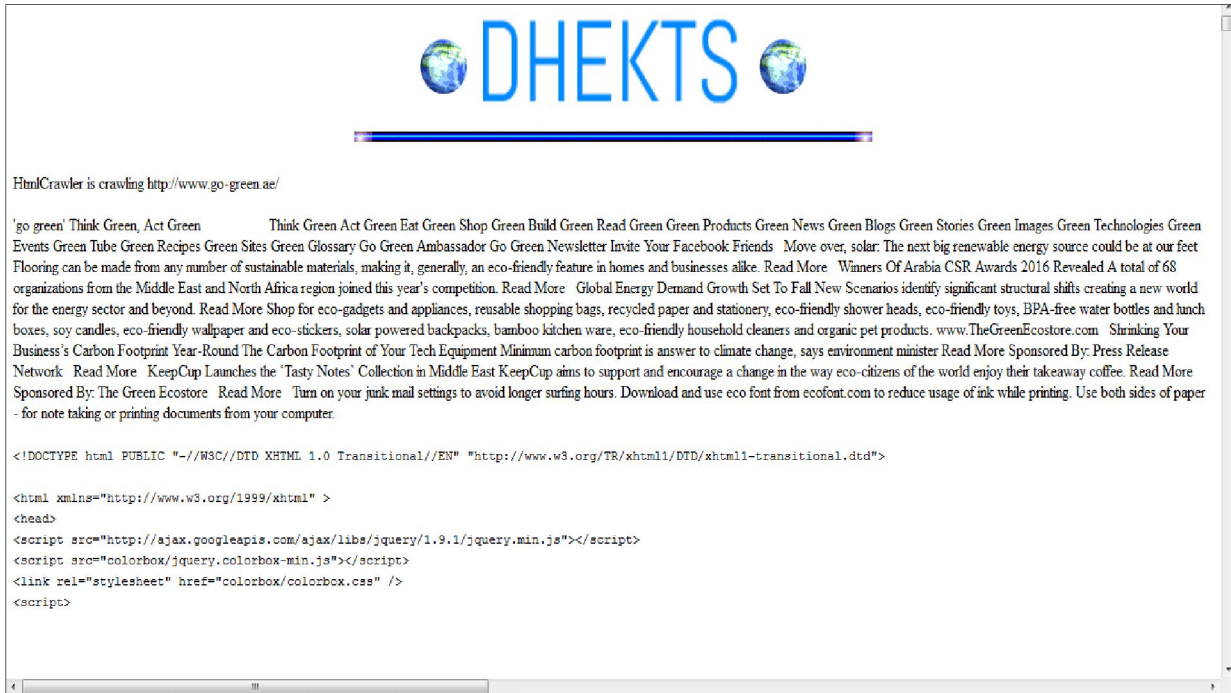 DHEKTS
HtmlCrawler is crawling http://www.go-green.ae/
'go green' Think Green, Act Green Think Green Act Green Eat Green Shop Green Build Green Read Green Green Products Green News Green Blogs Green Stories Green Images Green Technologies Green
Events Green Tube Green Recipes Green Sites Green Glossary Go Green Ambassador Go Green Newsletter Invite Your Facebook Friends Move over, solar: The next big renewable energy source could be at our feet
Flooring can be made from any number of sustainable materials, making it, generally, an eco-friendly feature in homes and businesses alike. Read More Winners Of Arabia CSR Awards 2016 Revealed A total of 68
organizations from the Middle East and North Africa region joined this year's competition. Read More Global Energy Demand Growth Set To Fall New Scenarios identify significant structural shifts creating a new world
for the energy sector and beyond. Read More Shop for eco-gadgets and appliances, reusable shopping bags, recycled paper and stationery, eco-friendly shower heads, eco-friendly toys, BPA-free water bottles and lunch
boxes, soy candles, eco-friendly wallpaper and eco-stickers, solar powered backpacks, bamboo kitchen ware, eco-friendly household cleaners and organic pet products. www.TheGreenEcostore.com Shrinking Your
Business's Carbon Footprint Year-Round The Carbon Footprint of Your Tech Equipment Minimum carbon footprint is answer to climate change, says environment minister Read More Sponsored By: Press Release
Network Read More KeepCup Launches the 'Tasty Notes' Collection in Middle East KeepCup aims to support and encourage a change in the way eco-citizens of the world enjoy their takeaway coffee. Read More
Sponsored By: The Green Ecostore Read More Turn on your junk mail settings to avoid longer surfing hours. Download and use eco font from ecofont.com to reduce usage of ink while printing. Use both sides of paper
- for note taking or printing documents from your computer.
<!DOCTYPE html PUBLIC "-//W3C//DTD XHTML 1.0 Transitional//EN" "http://www.w3.org/TR/xhtml1/DTD/xhtml1-transitional.dtd">
<html xmlns="http://www.w3.org/1999/xhtml" >
<head>
<script src="http://ajax.googleapis.com/ajax/libs/jquery/1.9.1/jquery.min.js"></script>
<script src="colorbox/jquery.colorbox-min.js"></script>
<link rel="stylesheet" href="colorbox/colorbox.css" />
<script>